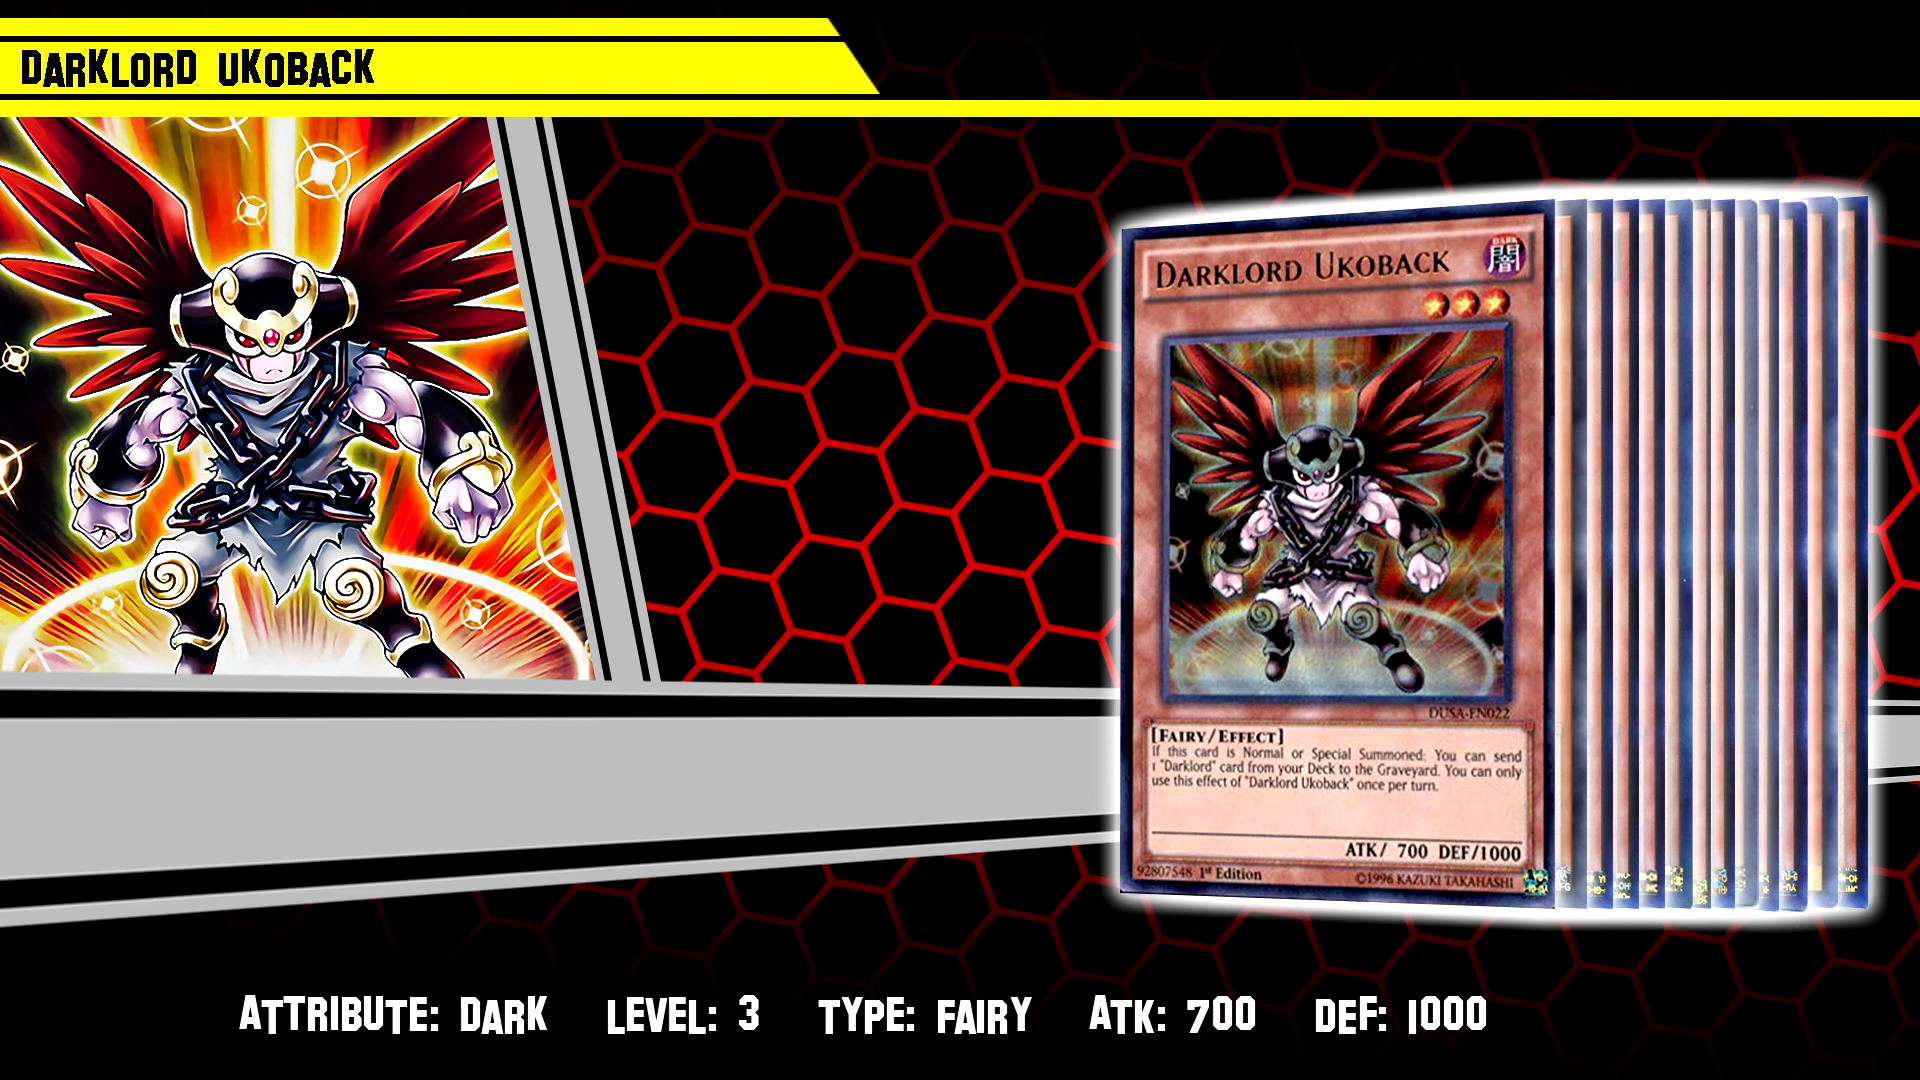 DARKLORD UKOBACK
DARKLORD UKOBACK
DARK
闇
DUSA-EN022
[FAIRY/EFFECT]
If this card is Normal or Special Summoned: You can send
1 "Darklord" card from your Deck to the Graveyard. You can only
use this effect of "Darklord Ukoback" once per turn.
ATK/ 700 DEF/1000
92807548 1st Edition
©1996 KAZUKI TAKAHASHI
ATTRIBUTE: DARK LEVEL: 3 TYPE: FAIRY ATK: 700 DEF: 1000